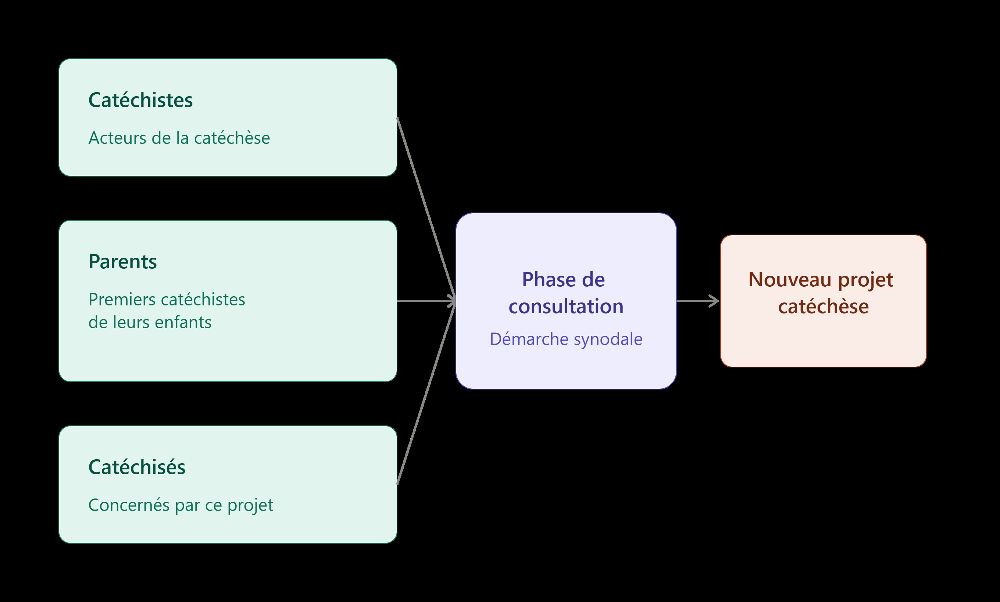 Catéchistes
Acteurs de la catéchèse
Parents
Premiers catéchistes
de leurs enfants
Catéchisés
Concernés par ce projet
Phase de
consultation
Démarche synodale
Nouveau projet
catéchèse